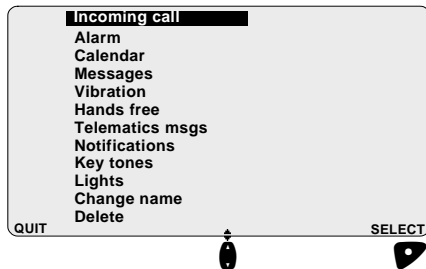 Incoming call
Alarm
Calendar
Messages
Vibration
Hands free
Telematics msgs
Notifications
Key tones
Lights
Change name
Delete
QUIT SELECT